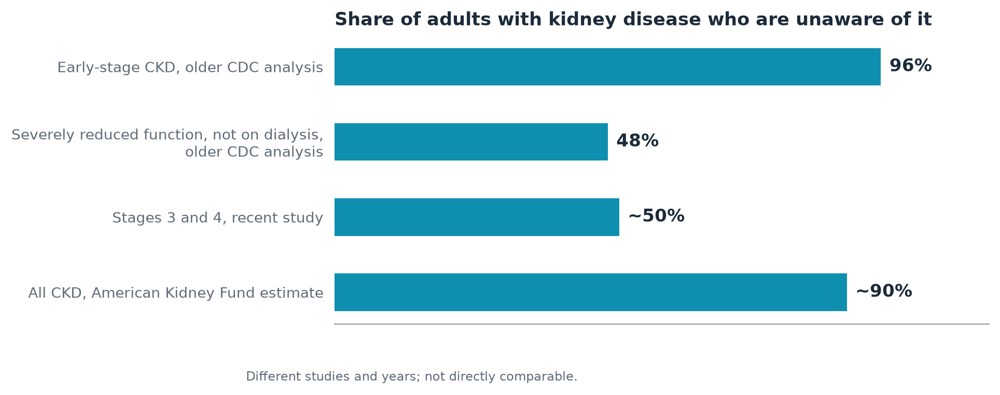 Share of adults with kidney disease who are unaware of it
Early-stage CKD, older CDC analysis
96%
Severely reduced function, not on dialysis,
older CDC analysis
48%
Stages 3 and 4, recent study
~50%
All CKD, American Kidney Fund estimate
~90%
Different studies and years; not directly comparable.